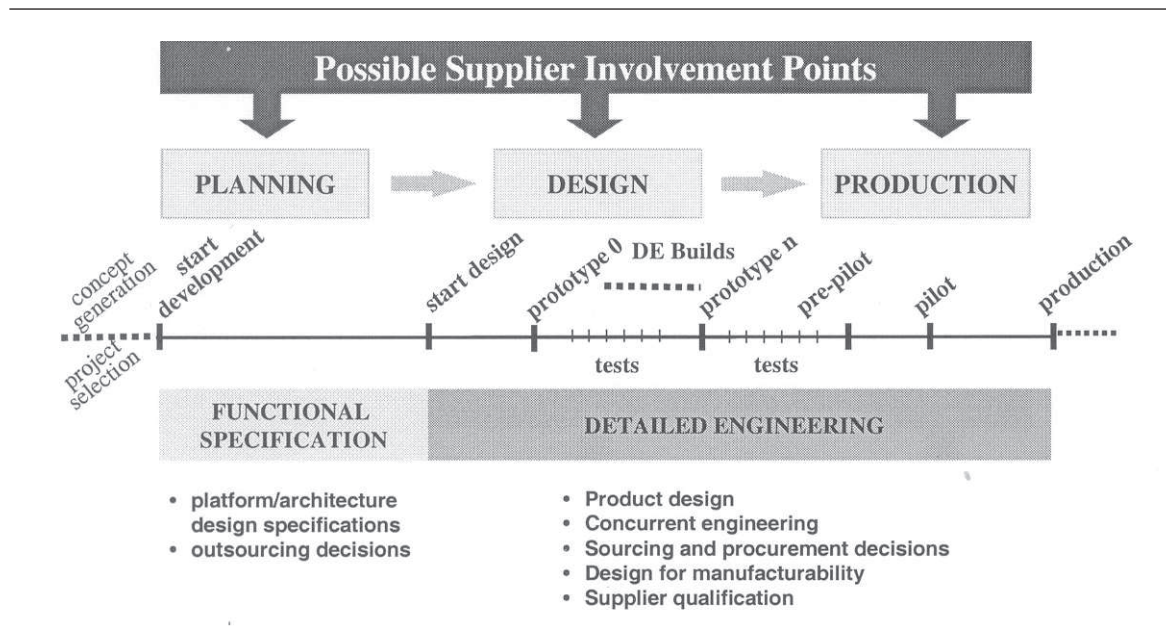 Possible Supplier Involvement Points
PLANNING
DESIGN
PRODUCTION
concept
generation
start
development
start design
prototype 0
DE Builds
prototype n
pre-pilot
pilot
production
project
selection
tests
tests
FUNCTIONAL
SPECIFICATION
DETAILED ENGINEERING
• platform/architecture
design specifications
• outsourcing decisions
• Product design
• Concurrent engineering
• Sourcing and procurement decisions
• Design for manufacturability
• Supplier qualification